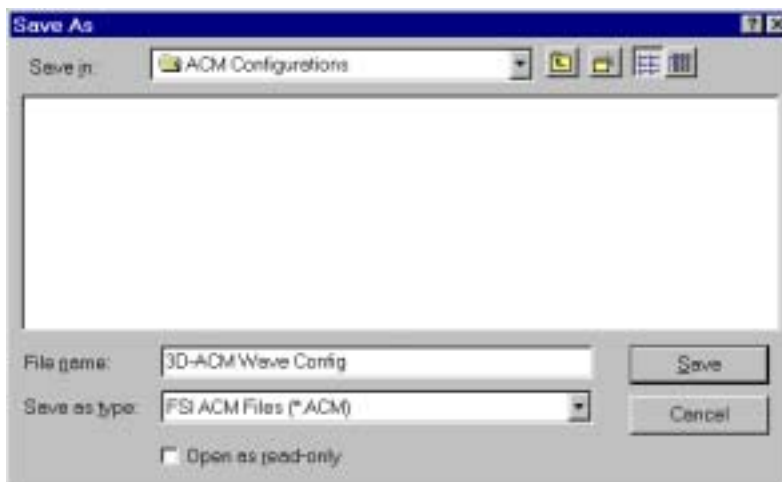 Save As
Save in: ACM Configurations
File name: 3D-ACM Wave Config
Save
Save as type: FSI ACM Files (*.ACM)
Cancel
Open as read-only